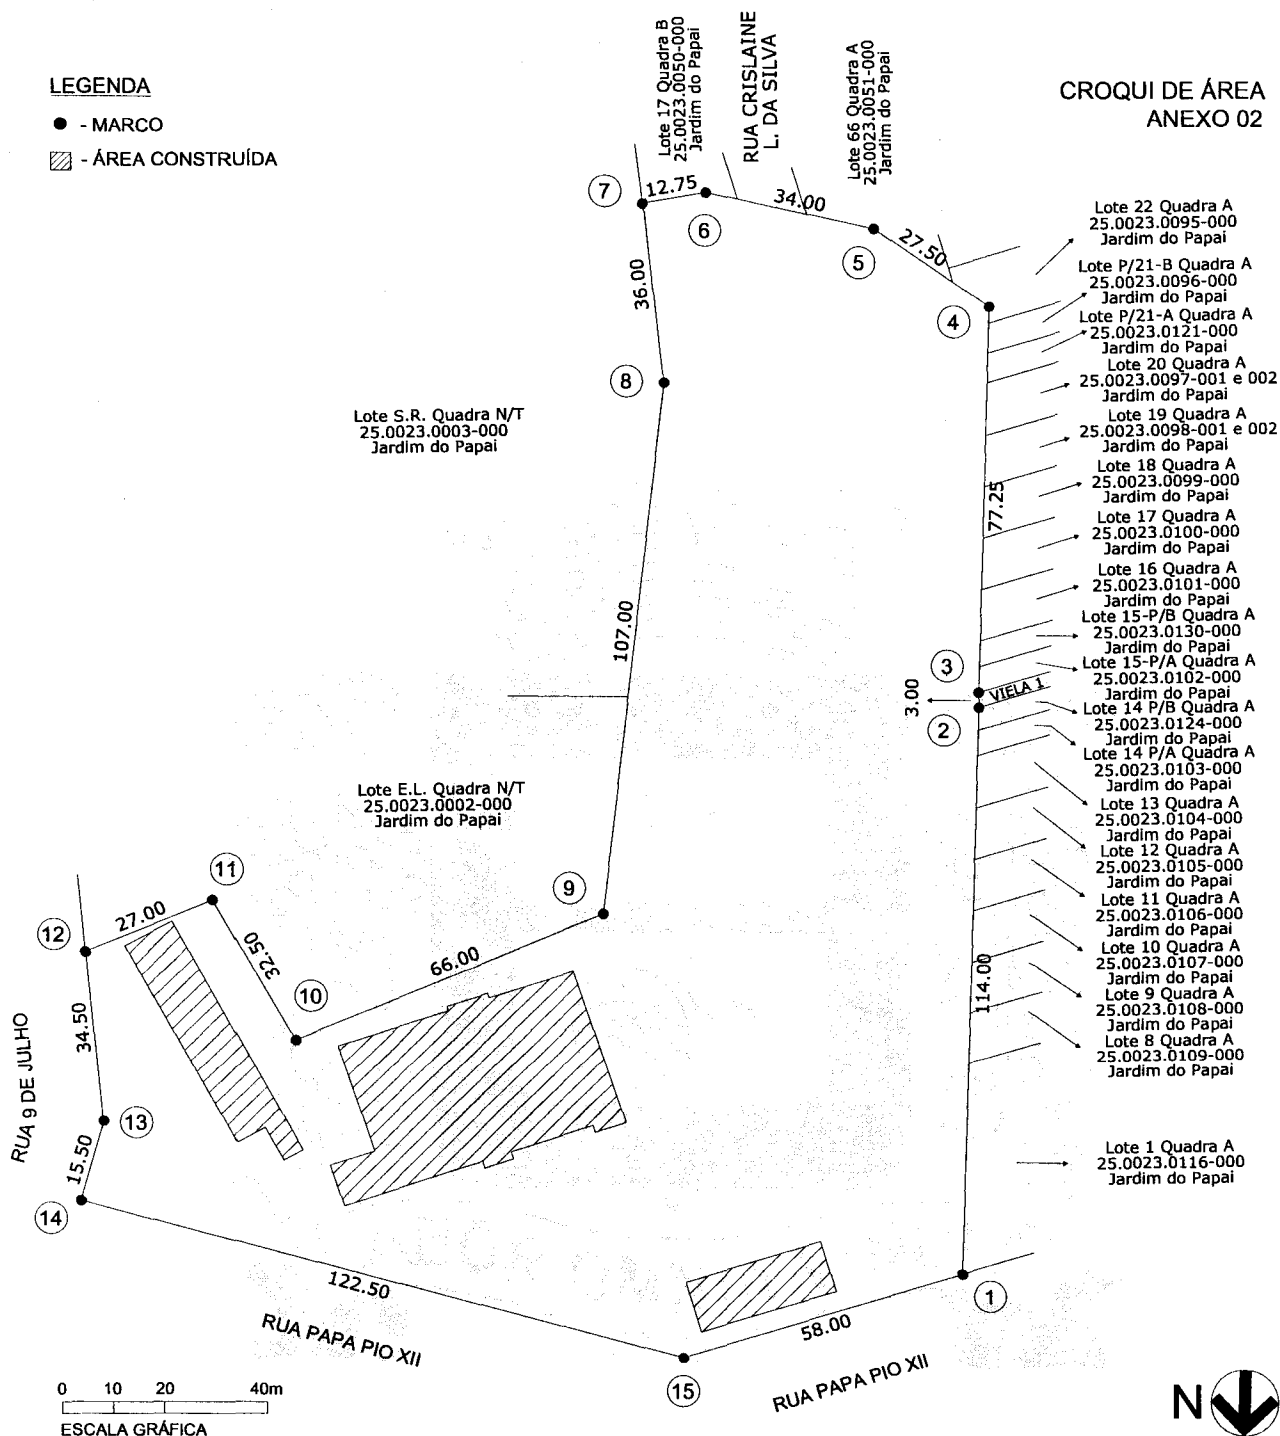 LEGENDA
- MARCO
- ÁREA CONSTRUÍDA
CROQUI DE ÁREA
ANEXO 02
Lote 17 Quadra B
25.0023.0050-000
Jardim do Papai
RUA CRISLAINE
L. DA SILVA
Lote 66 Quadra A
25.0023.0051-000
Jardim do Papai
7
12.75
6
34.00
5
27.50
4
36.00
8
Lote S.R. Quadra N/T
25.0023.0003-000
Jardim do Papai
107.00
77.25
3
VIELA 1
3.00
2
Lote 22 Quadra A
25.0023.0095-000
Jardim do Papai
Lote P/21-B Quadra A
25.0023.0096-000
Jardim do Papai
Lote P/21-A Quadra A
25.0023.0121-000
Jardim do Papai
Lote 20 Quadra A
25.0023.0097-001 e 002
Jardim do Papai
Lote 19 Quadra A
25.0023.0098-001 e 002
Jardim do Papai
Lote 18 Quadra A
25.0023.0099-000
Jardim do Papai
Lote 17 Quadra A
25.0023.0100-000
Jardim do Papai
Lote 16 Quadra A
25.0023.0101-000
Jardim do Papai
Lote 15-P/B Quadra A
25.0023.0130-000
Jardim do Papai
Lote 15-P/A Quadra A
25.0023.0102-000
Jardim do Papai
Lote 14 P/B Quadra A
25.0023.0124-000
Jardim do Papai
Lote 14 P/A Quadra A
25.0023.0103-000
Jardim do Papai
Lote 13 Quadra A
25.0023.0104-000
Jardim do Papai
Lote 12 Quadra A
25.0023.0105-000
Jardim do Papai
Lote 11 Quadra A
25.0023.0106-000
Jardim do Papai
Lote 10 Quadra A
25.0023.0107-000
Jardim do Papai
Lote 9 Quadra A
25.0023.0108-000
Jardim do Papai
Lote 8 Quadra A
25.0023.0109-000
Jardim do Papai
Lote 1 Quadra A
25.0023.0116-000
Jardim do Papai
Lote E.L. Quadra N/T
25.0023.0002-000
Jardim do Papai
11
9
12
27.00
32.50
10
66.00
114.00
34.50
RUA 9 DE JULHO
13
15.50
14
122.50
RUA PAPA PIO XII
58.00
1
15
RUA PAPA PIO XII
0 10 20 40m
ESCALA GRÁFICA
N